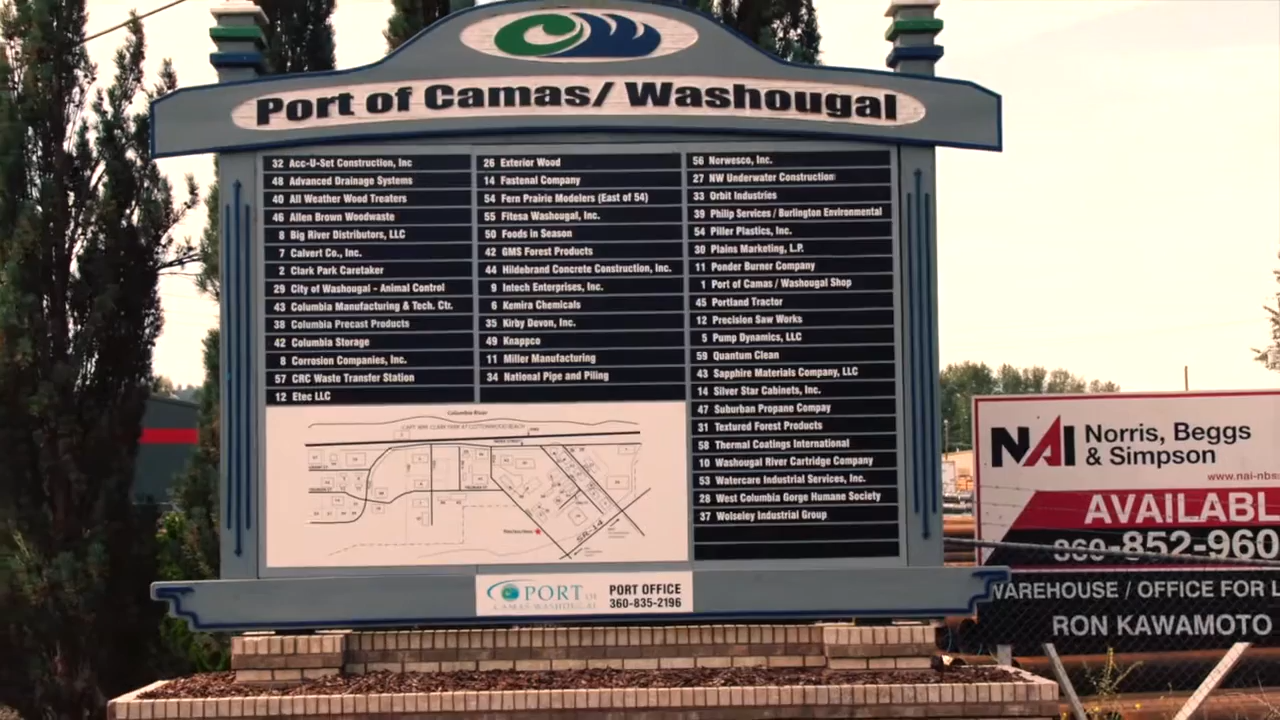 Port of Camas/ Washougal
32 Acc-U-Set Construction, Inc
48 Advanced Drainage Systems
40 All Weather Wood Treaters
46 Allen Brown Woodwaste
8 Big River Distributors, LLC
7 Calvert Co., Inc.
2 Clark Park Caretaker
29 City of Washougal - Animal Control
43 Columbia Manufacturing & Tech. Ctr.
38 Columbia Precast Products
42 Columbia Storage
8 Corrosion Companies, Inc.
57 CRC Waste Transfer Station
12 Etec LLC
26 Exterior Wood
14 Fastenal Company
54 Fern Prairie Modelers (East of 54)
55 Fitesa Washougal, Inc.
50 Foods in Season
42 GMS Forest Products
44 Hildebrand Concrete Construction, Inc.
9 Intech Enterprises, Inc.
6 Kemira Chemicals
35 Kirby Devon, Inc.
49 Knappco
11 Miller Manufacturing
34 National Pipe and Piling
56 Norwesco, Inc.
27 NW Underwater Construction
33 Orbit Industries
39 Philip Services / Burlington Environmental
54 Piller Plastics, Inc.
30 Plains Marketing, L.P.
11 Ponder Burner Company
1 Port of Camas / Washougal Shop
45 Portland Tractor
12 Precision Saw Works
5 Pump Dynamics, LLC
59 Quantum Clean
43 Sapphire Materials Company, LLC
14 Silver Star Cabinets, Inc.
47 Suburban Propane Compay
31 Textured Forest Products
58 Thermal Coatings International
10 Washougal River Cartridge Company
53 Watercare Industrial Services, Inc.
28 West Columbia Gorge Humane Society
37 Wolseley Industrial Group
Columbia River
CAPT. WM. CLARK PARK AT COTTONWOOD BEACH
SR-14
PORT OF
CAMAS-WASHOUGAL
PORT OFFICE
360-835-2196
NAI Norris, Beggs
& Simpson
www.nai-nbs
AVAILABL
360-852-960
WAREHOUSE / OFFICE FOR L
RON KAWAMOTO